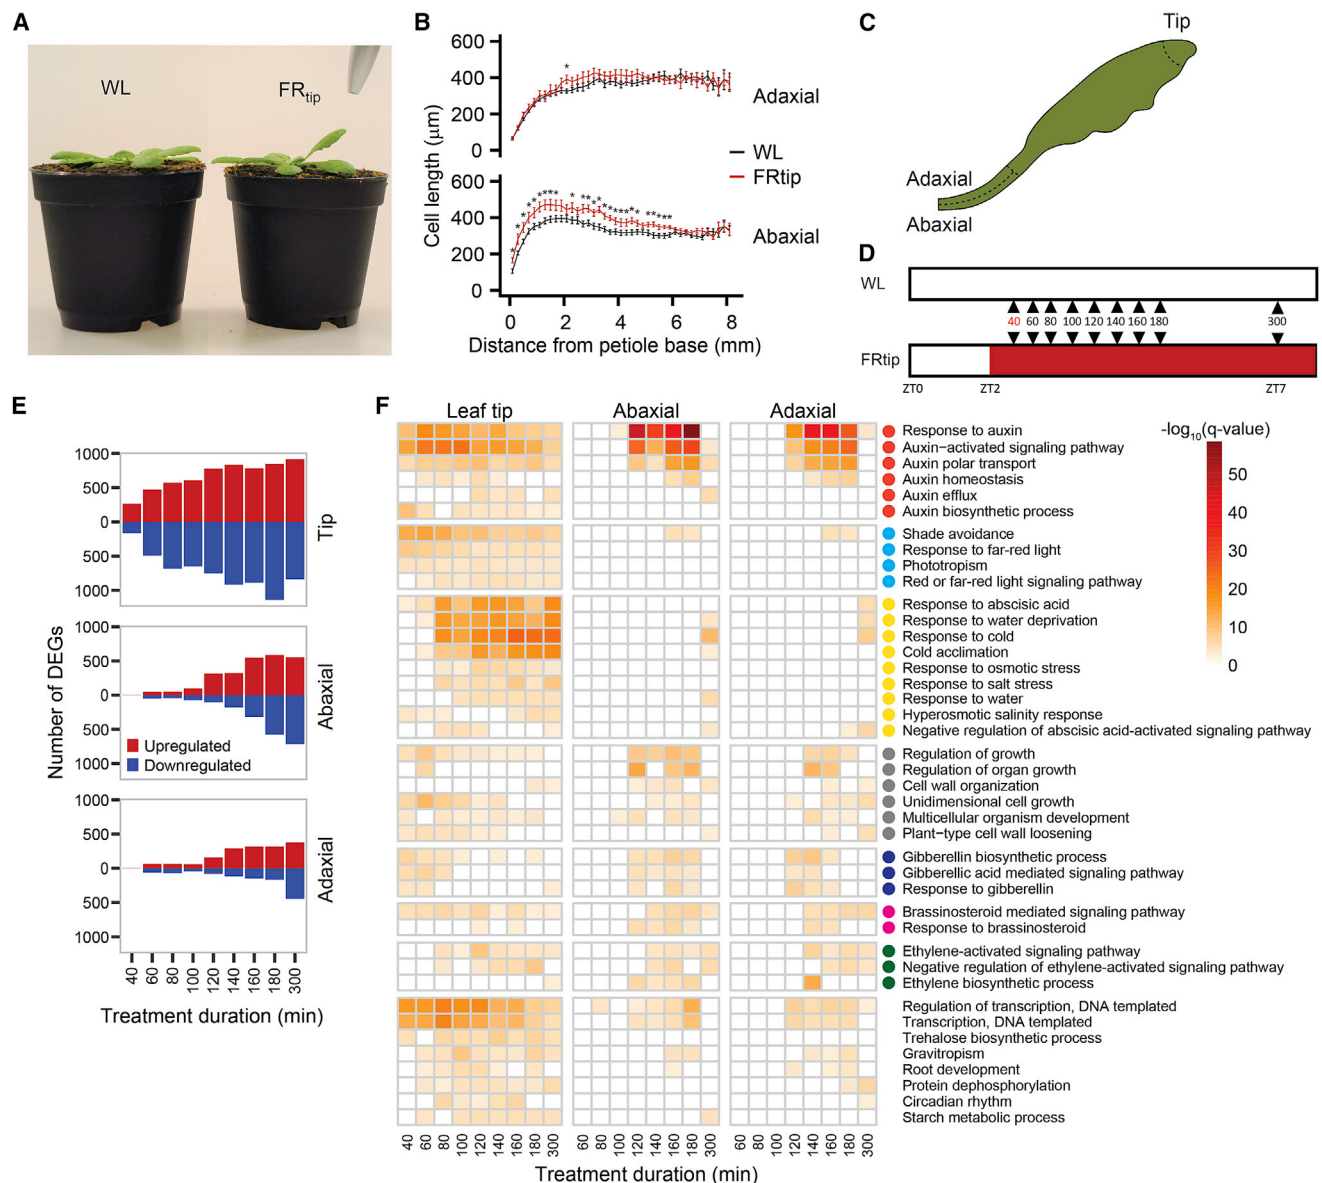 A
WL
FRtip
B
600
400
200
0
Adaxial
WL
FRtip
600
400
200
0
Abaxial
Cell length (μm)
0 2 4 6 8
Distance from petiole base (mm)
C
Tip
Adaxial
Abaxial
D
WL
40 60 80 100 120 140 160 180 300
FRtip
ZT0 ZT2 ZT7
E
1000
500
0
500
1000
Tip
1000
500
0
500
1000
Abaxial
Upregulated
Downregulated
1000
500
0
500
1000
Adaxial
Number of DEGs
40 60 80 100 120 140 160 180 300
Treatment duration (min)
F
Leaf tip Abaxial Adaxial
Response to auxin
Auxin−activated signaling pathway
Auxin polar transport
Auxin homeostasis
Auxin efflux
Auxin biosynthetic process
Shade avoidance
Response to far−red light
Phototropism
Red or far−red light signaling pathway
Response to abscisic acid
Response to water deprivation
Response to cold
Cold acclimation
Response to osmotic stress
Response to salt stress
Response to water
Hyperosmotic salinity response
Negative regulation of abscisic acid-activated signaling pathway
Regulation of growth
Regulation of organ growth
Cell wall organization
Unidimensional cell growth
Multicellular organism development
Plant−type cell wall loosening
Gibberellin biosynthetic process
Gibberellic acid mediated signaling pathway
Response to gibberellin
Brassinosteroid mediated signaling pathway
Response to brassinosteroid
Ethylene-activated signaling pathway
Negative regulation of ethylene-activated signaling pathway
Ethylene biosynthetic process
Regulation of transcription, DNA templated
Transcription, DNA templated
Trehalose biosynthetic process
Gravitropism
Root development
Protein dephosphorylation
Circadian rhythm
Starch metabolic process
40 60 80 100 120 140 160 180 300
60 80 100 120 140 160 180 300
60 80 100 120 140 160 180 300
Treatment duration (min)
-log10(q-value)
50
40
30
20
10
0